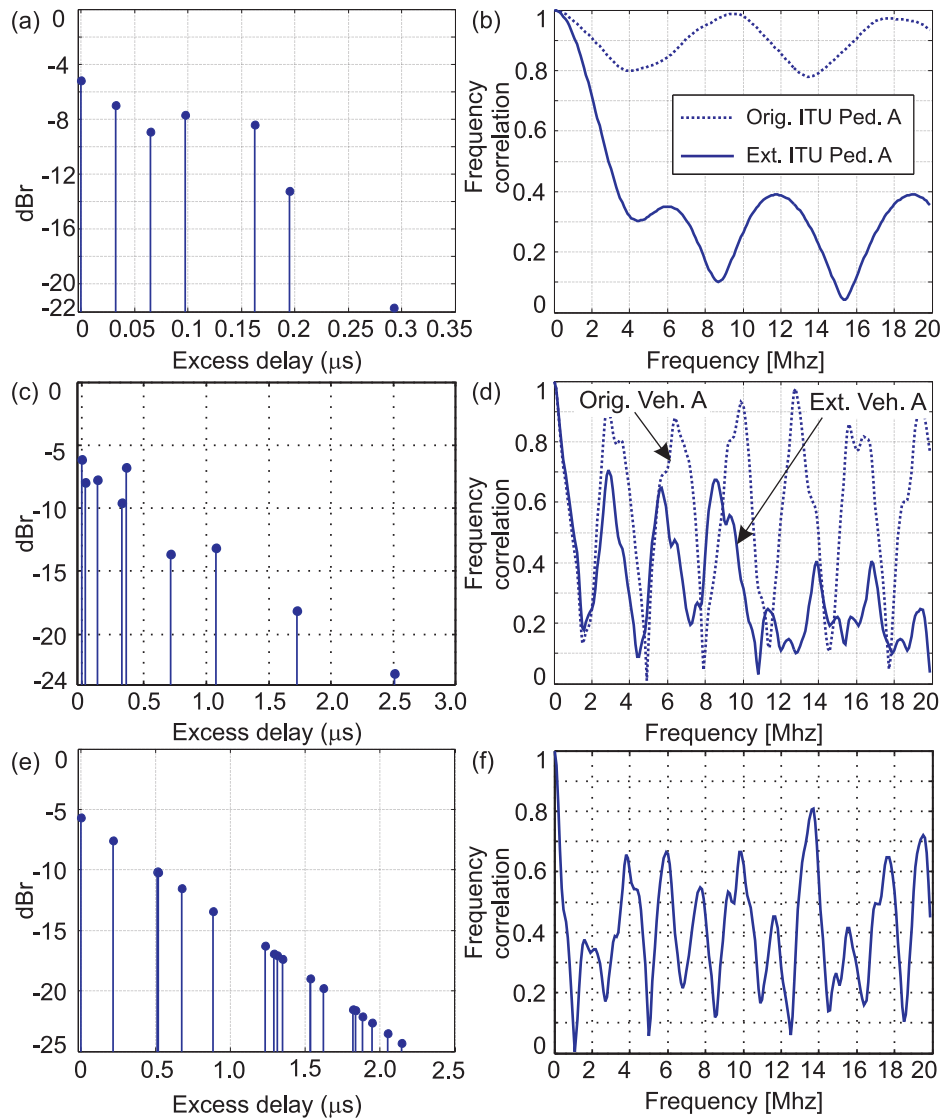 (a)
0
-4
-8
-12
-16
-20
-22
dBr
0 0.05 0.1 0.15 0.2 0.25 0.3 0.35
Excess delay (μs)
(b)
1
0.8
0.6
0.4
0.2
0
Frequency
correlation
Orig. ITU Ped. A
Ext. ITU Ped. A
0 2 4 6 8 10 12 14 16 18 20
Frequency [Mhz]
(c)
0
-5
-10
-15
-20
-24
dBr
0 0.5 1.0 1.5 2.0 2.5 3.0
Excess delay (μs)
(d)
1
0.8
0.6
0.4
0.2
0
Frequency
correlation
Orig. Veh. A
Ext. Veh. A
0 2 4 6 8 10 12 14 16 18 20
Frequency [Mhz]
(e)
0
-5
-10
-15
-20
-25
dBr
0 0.5 1.0 1.5 2.0 2.5
Excess delay (μs)
(f)
1
0.8
0.6
0.4
0.2
0
Frequency
correlation
0 2 4 6 8 10 12 14 16 18 20
Frequency [Mhz]